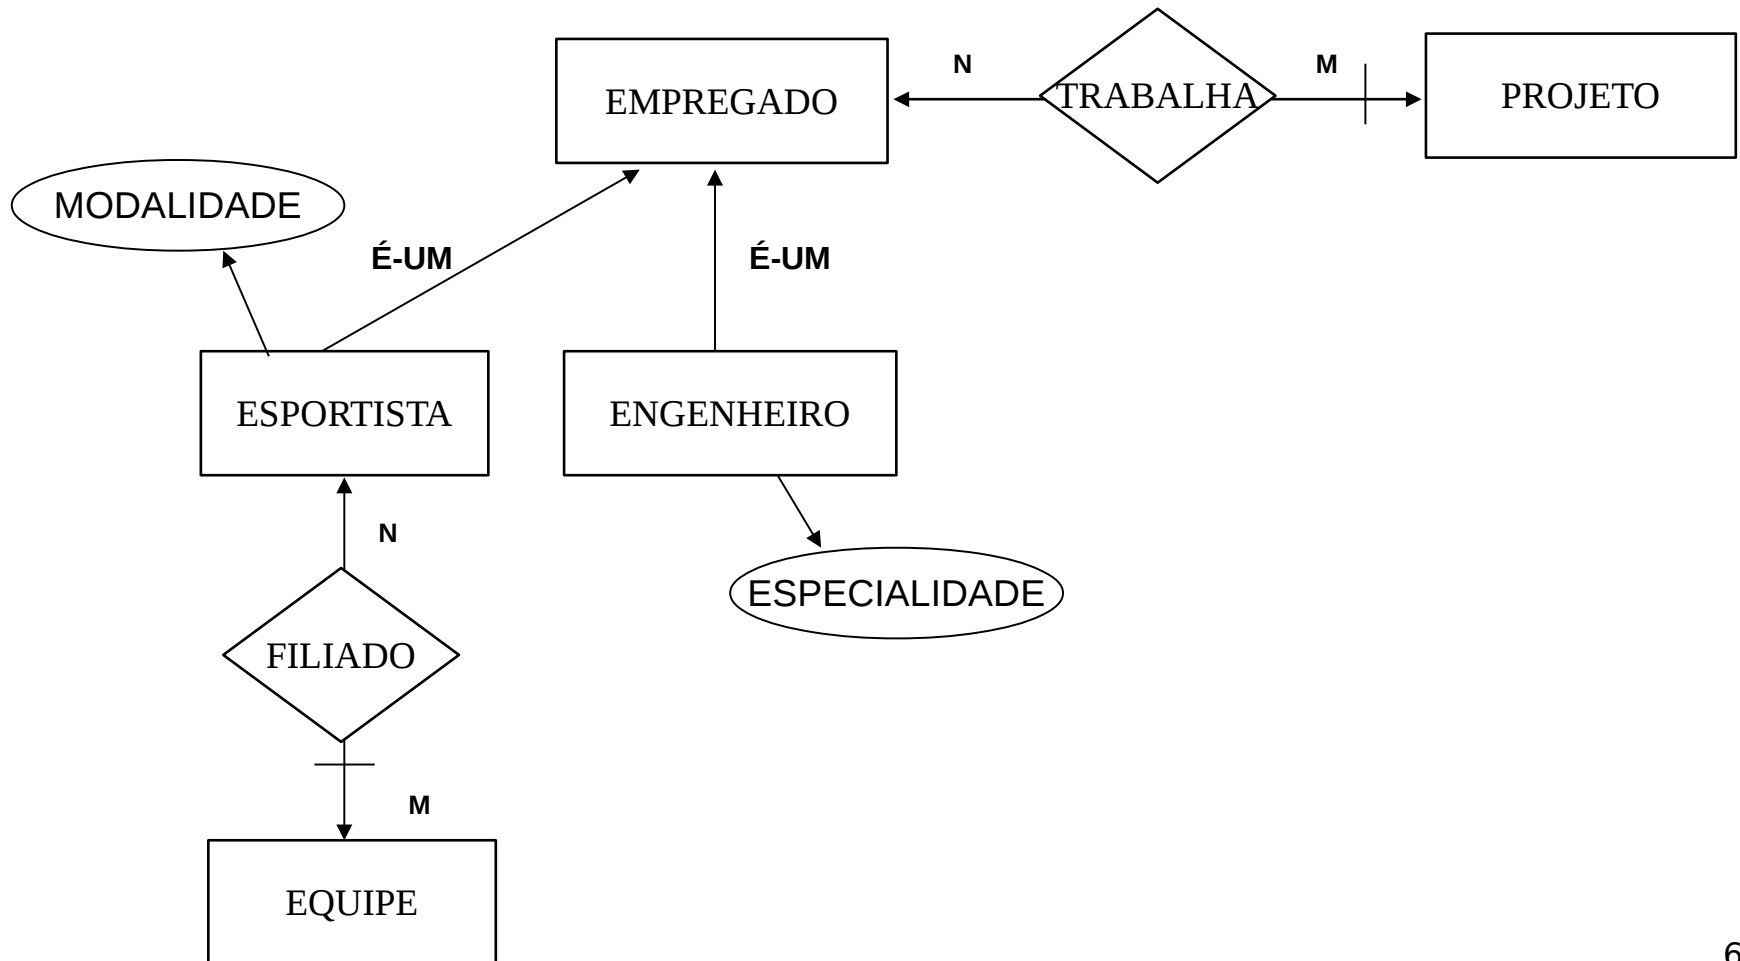 EMPREGADO
N
TRABALHA
M
PROJETO
MODALIDADE
É-UM
É-UM
ESPORTISTA
ENGENHEIRO
N
ESPECIALIDADE
FILIADO
M
EQUIPE
6